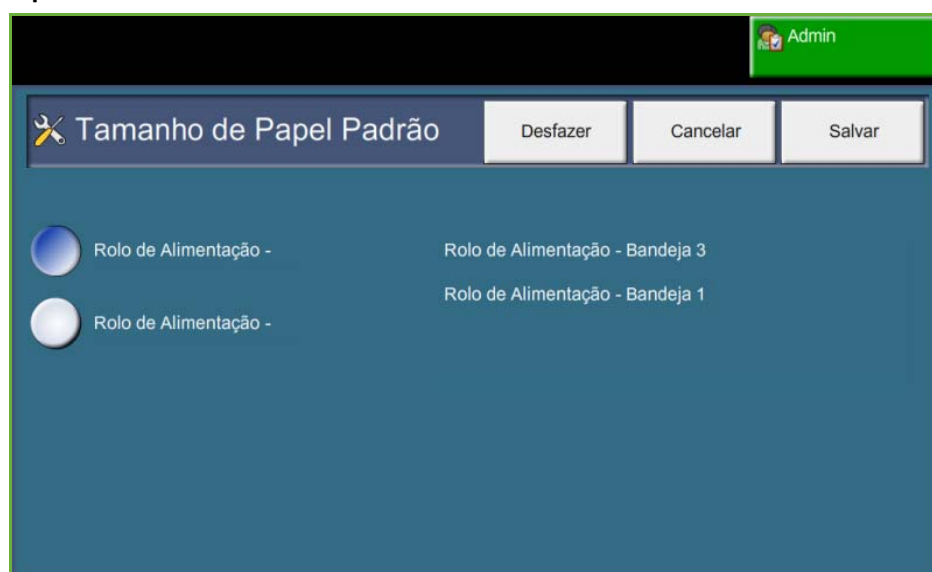 Admin
Tamanho de Papel Padrão
Desfazer
Cancelar
Salvar
Rolo de Alimentação -
Rolo de Alimentação - Bandeja 3
Rolo de Alimentação - Bandeja 1
Rolo de Alimentação -